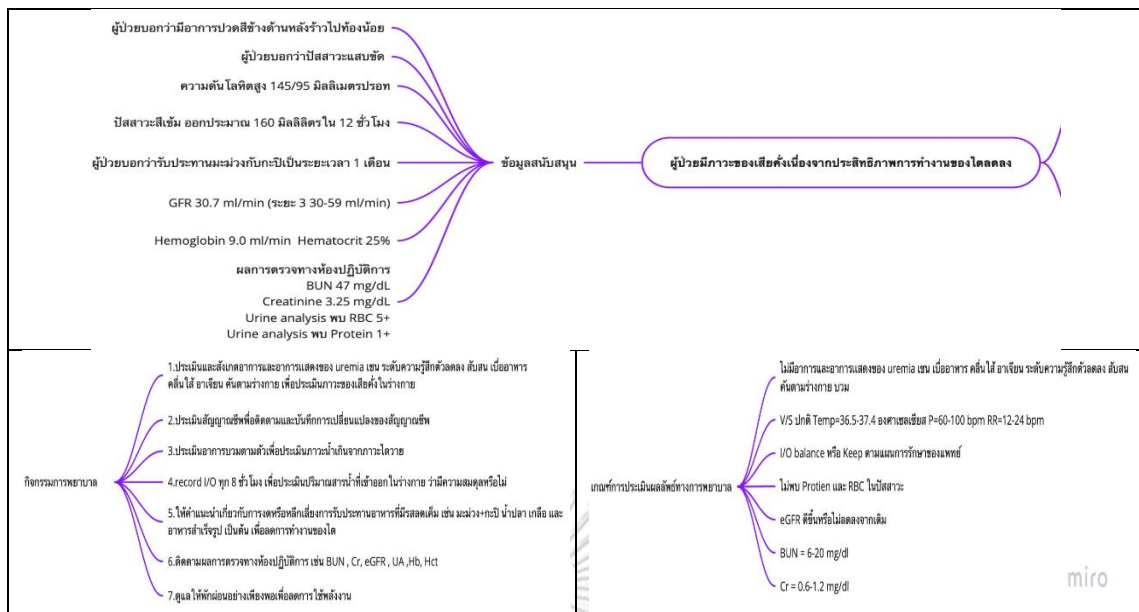 ผู้ป่วยบอกว่ามีอาการปวดสีข้างด้านหลังร้าวไปท้องน้อย
ผู้ป่วยบอกว่าปัสสาวะแสบขัด
ความดันโลหิตสูง 145/95 มิลลิเมตรปรอท
ปัสสาวะสีเข้ม ออกประมาณ 160 มิลลิลิตรใน 12 ชั่วโมง
ผู้ป่วยบอกว่ารับประทานมะม่วงกับกะปิเป็นระยะเวลา 1 เดือน
GFR 30.7 ml/min (ระยะ 3 30-59 ml/min)
Hemoglobin 9.0 ml/min Hematocrit 25%
ผลการตรวจทางห้องปฏิบัติการ
BUN 47 mg/dL
Creatinine 3.25 mg/dL
Urine analysis พบ RBC 5+
Urine analysis พบ Protein 1+
ข้อมูลสนับสนุน
ผู้ป่วยมีภาวะของเสียคั่งเนื่องจากประสิทธิภาพการทำงานของไตลดลง
กิจกรรมการพยาบาล
1.ประเมินและสังเกตอาการและอาการแสดงของ uremia เช่น ระดับความรู้สึกตัวลดลง สับสน เบื่ออาหาร
คลื่นไส้ อาเจียน คันตามร่างกาย เพื่อประเมินภาวะของเสียคั่งในร่างกาย
2.ประเมินสัญญาณชีพเพื่อติดตามและบันทึกการเปลี่ยนแปลงของสัญญาณชีพ
3.ประเมินอาการบวมตามตัวเพื่อประเมินภาวะน้ำเกินจากภาวะไตวาย
4.record I/O ทุก 8 ชั่วโมง เพื่อประเมินปริมาณสารน้ำที่เข้าออกในร่างกาย ว่ามีความสมดุลหรือไม่
5.ให้คำแนะนำเกี่ยวกับการงดหรือหลีกเลี่ยงการรับประทานอาหารที่มีรสลดเค็ม เช่น มะม่วง+กะปิ น้ำปลา เกลือ และ
อาหารสำเร็จรูป เป็นต้น เพื่อลดการทำงานของไต
6.ติดตามผลการตรวจทางห้องปฏิบัติการ เช่น BUN , Cr, eGFR , UA ,Hb, Hct
7.ดูแลให้พักผ่อนอย่างเพียงพอเพื่อลดการใช้พลังงาน
เกณฑ์การประเมินผลลัพธ์ทางการพยาบาล
ไม่มีอาการและอาการแสดงของ uremia เช่น เบื่ออาหาร คลื่นไส้ อาเจียน ระดับความรู้สึกตัวลดลง สับสน
คันตามร่างกาย บวม
V/S ปกติ Temp=36.5-37.4 องศาเซลเซียส P=60-100 bpm RR=12-24 bpm
I/O balance หรือ Keep ตามแผนการรักษาของแพทย์
ไม่พบ Protien และ RBC ในปัสสาวะ
eGFR ดีขึ้นหรือไม่ลดลงจากเดิม
BUN = 6-20 mg/dl
Cr = 0.6-1.2 mg/dl
miro